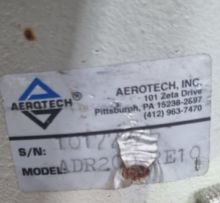 AEROTECH, INC.
101 Zeta Drive
Pittsburgh, PA 15238-2897
(412) 963-7470
AEROTECH
S/N:
MODEL: